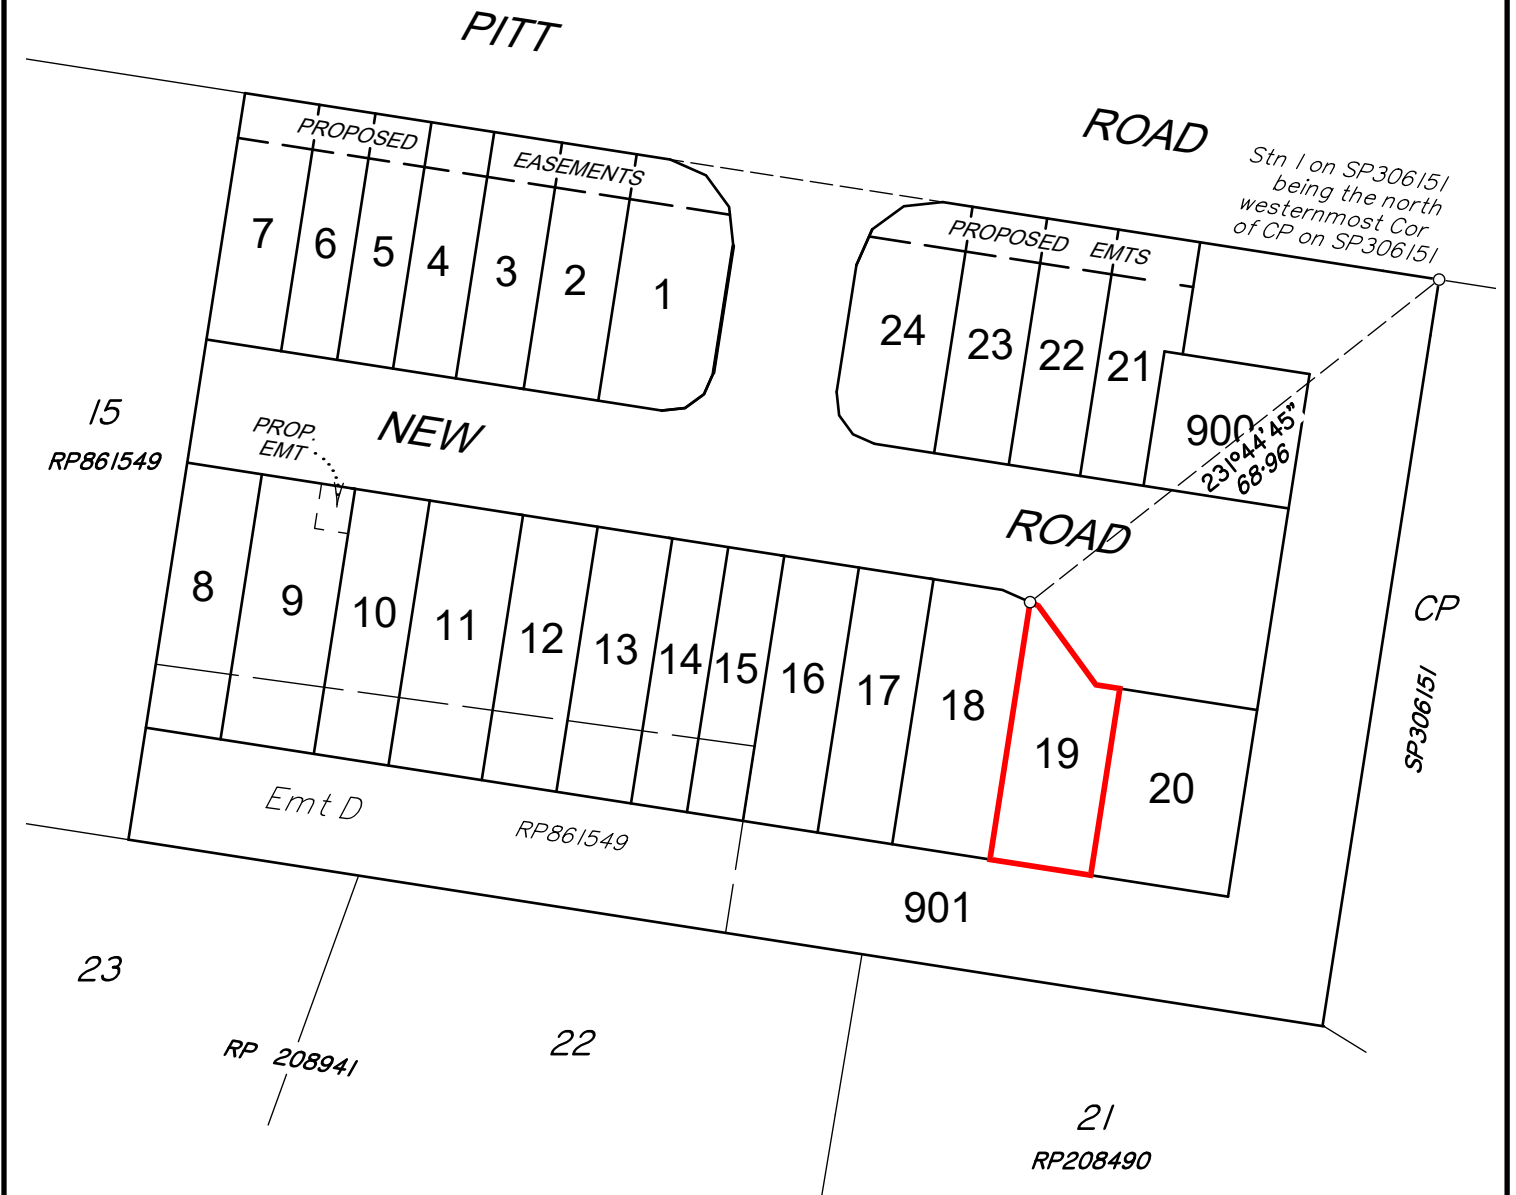 PITT
ROAD
Stn 1 on SP306151
being the north
westernmost Cor
of CP on SP306151
PROPOSED
EASEMENTS
PROPOSED EMTS
7
6
5
4
3
2
1
24
23
22
21
900
231°44'45"
68·96
15
RP861549
PROP.
EMT
NEW
ROAD
8
9
10
11
12
13
14
15
16
17
18
19
20
CP
SP306151
Emt D
RP861549
901
23
22
RP 208941
21
RP208490